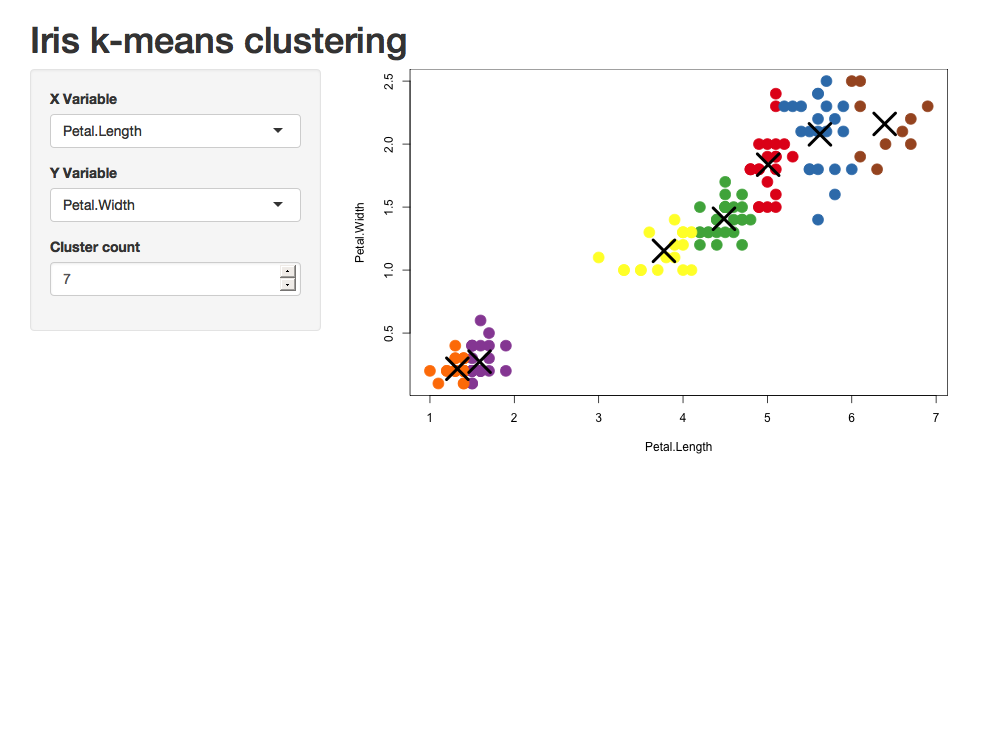 Iris k-means clustering
X Variable
Petal.Length
Y Variable
Petal.Width
Cluster count
7
Petal.Width
2.5
2.0
1.5
1.0
0.5
1 2 3 4 5 6 7
Petal.Length